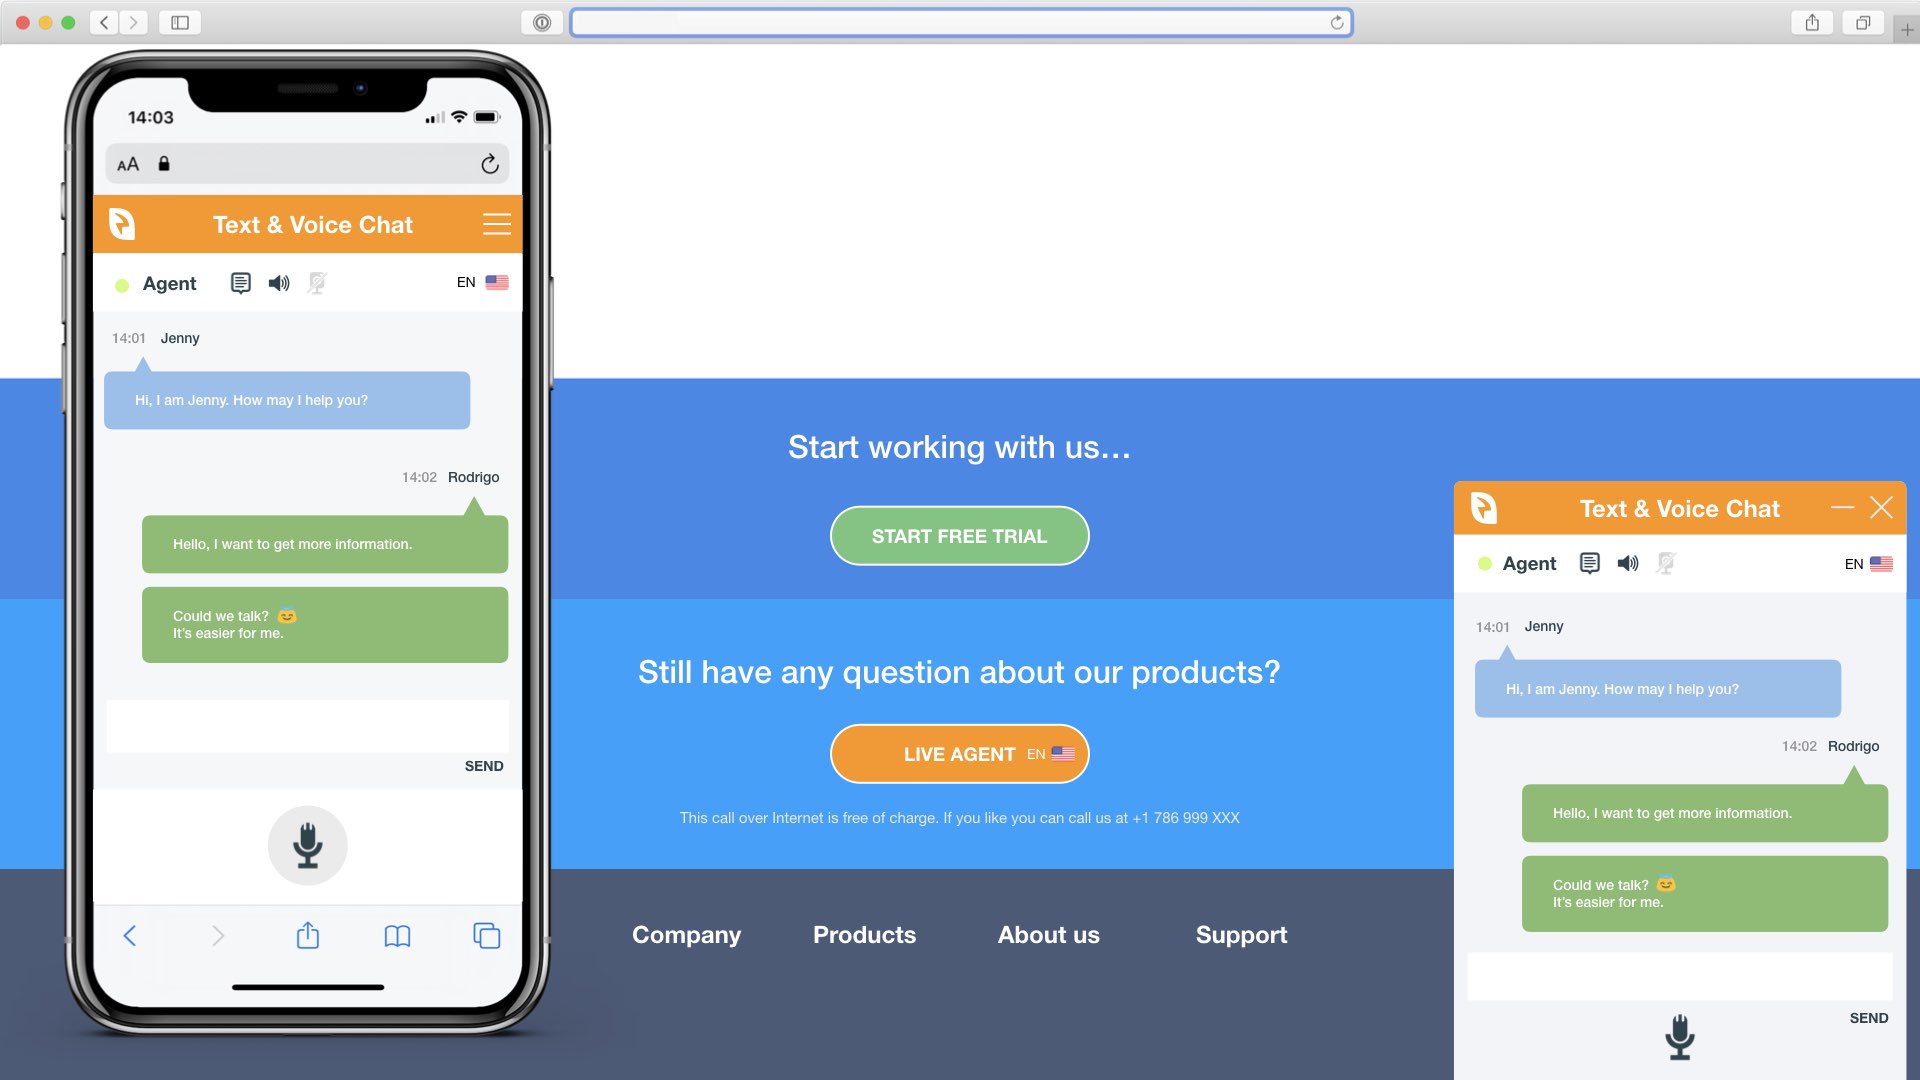 14:03
AA
Text & Voice Chat
Agent
EN
14:01 Jenny
Hi, I am Jenny. How may I help you?
14:02 Rodrigo
Hello, I want to get more information.
Could we talk? 😇
It's easier for me.
SEND
Start working with us...
START FREE TRIAL
Still have any question about our products?
LIVE AGENT EN
This call over Internet is free of charge. If you like you can call us at +1 786 999 XXX
Company
Products
About us
Support
Text & Voice Chat
Agent
EN
14:01 Jenny
Hi, I am Jenny. How may I help you?
14:02 Rodrigo
Hello, I want to get more information.
Could we talk? 😇
It's easier for me.
SEND